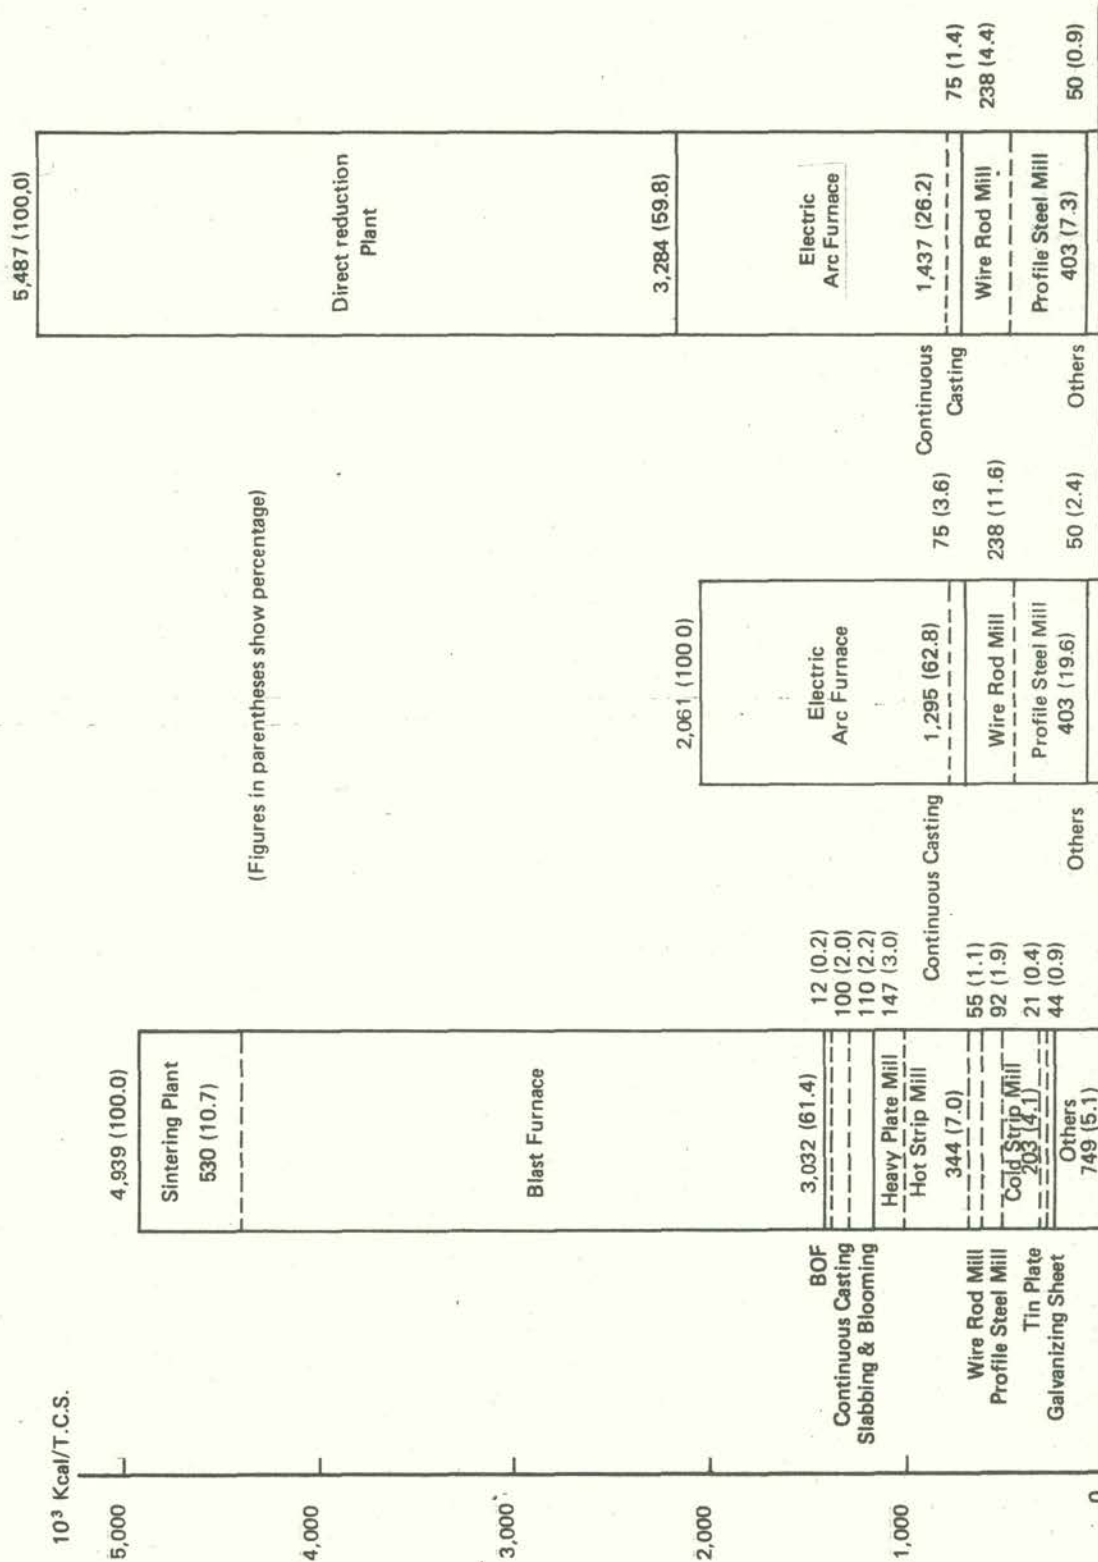 10³ Kcal/T.C.S.
5,000
4,000
3,000
2,000
1,000
0
(Figures in parentheses show percentage)
4,939 (100.0)
Sintering Plant
530 (10.7)
Blast Furnace
3,032 (61.4)
BOF
12 (0.2)
Continuous Casting
100 (2.0)
Slabbing & Blooming
110 (2.2)
Heavy Plate Mill
147 (3.0)
Hot Strip Mill
344 (7.0)
Wire Rod Mill
55 (1.1)
Profile Steel Mill
92 (1.9)
Cold Strip Mill
203 (4.1)
Tin Plate
21 (0.4)
Galvanizing Sheet
44 (0.9)
Others
749 (5.1)
2,061 (100 0)
Electric
Arc Furnace
1,295 (62.8)
Continuous Casting
75 (3.6)
Wire Rod Mill
238 (11.6)
Profile Steel Mill
403 (19.6)
Others
50 (2.4)
5,487 (100,0)
Direct reduction
Plant
3,284 (59.8)
Electric
Arc Furnace
1,437 (26.2)
Continuous
Casting
75 (1.4)
Wire Rod Mill
238 (4.4)
Profile Steel Mill
403 (7.3)
Others
50 (0.9)